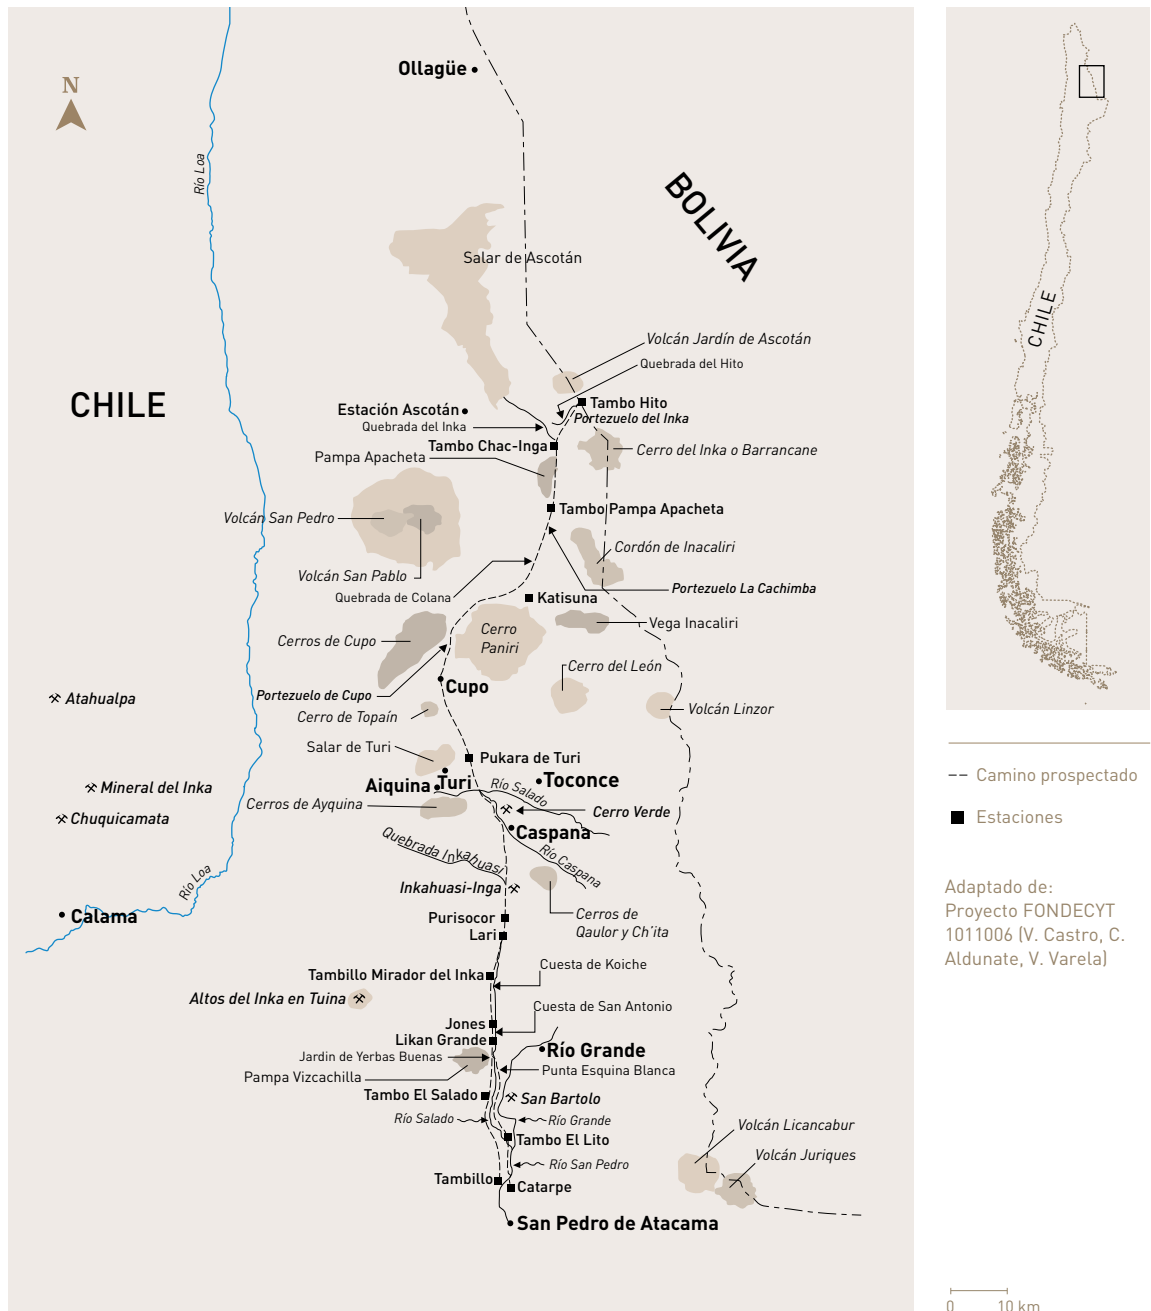 Ollagüe
N
Río Loa
BOLIVIA
Salar de Ascotán
CHILE
Volcán Jardín de Ascotán
Quebrada del Hito
Estación Ascotán
Tambo Hito
Quebrada del Inka
Portezuelo del Inka
Tambo Chac-Inga
Pampa Apacheta
Cerro del Inka o Barrancane
Volcán San Pedro
Tambo Pampa Apacheta
Cordón de Inacaliri
Volcán San Pablo
Quebrada de Colana
Portezuelo La Cachimba
Katisuna
Cerros de Cupo
Cerro
Paniri
Vega Inacaliri
Cerro del León
Portezuelo de Cupo
Cupo
Atahualpa
Cerro de Topaín
Volcán Linzor
Salar de Turi
Pukara de Turi
Mineral del Inka
Aiquina
Turi
Toconce
Río Salado
Cerros de Ayquina
Cerro Verde
Chuquicamata
Caspana
Quebrada Inkahuasi
Río Caspana
Río Loa
Inkahuasi-Inga
Calama
Purisocor
Cerros de
Qaulor y Ch'ita
Lari
Cuesta de Koiche
Tambillo Mirador del Inka
Altos del Inka en Tuina
Cuesta de San Antonio
Jones
Likan Grande
Río Grande
Jardin de Yerbas Buenas
Punta Esquina Blanca
Pampa Vizcachilla
Tambo El Salado
San Bartolo
Río Salado
Río Grande
Tambo El Lito
Volcán Licancabur
Volcán Juriques
Río San Pedro
Tambillo
Catarpe
San Pedro de Atacama
CHILE
Camino prospectado
Estaciones
Adaptado de:
Proyecto FONDECYT
1011006 (V. Castro, C.
Aldunate, V. Varela)
0 10 km